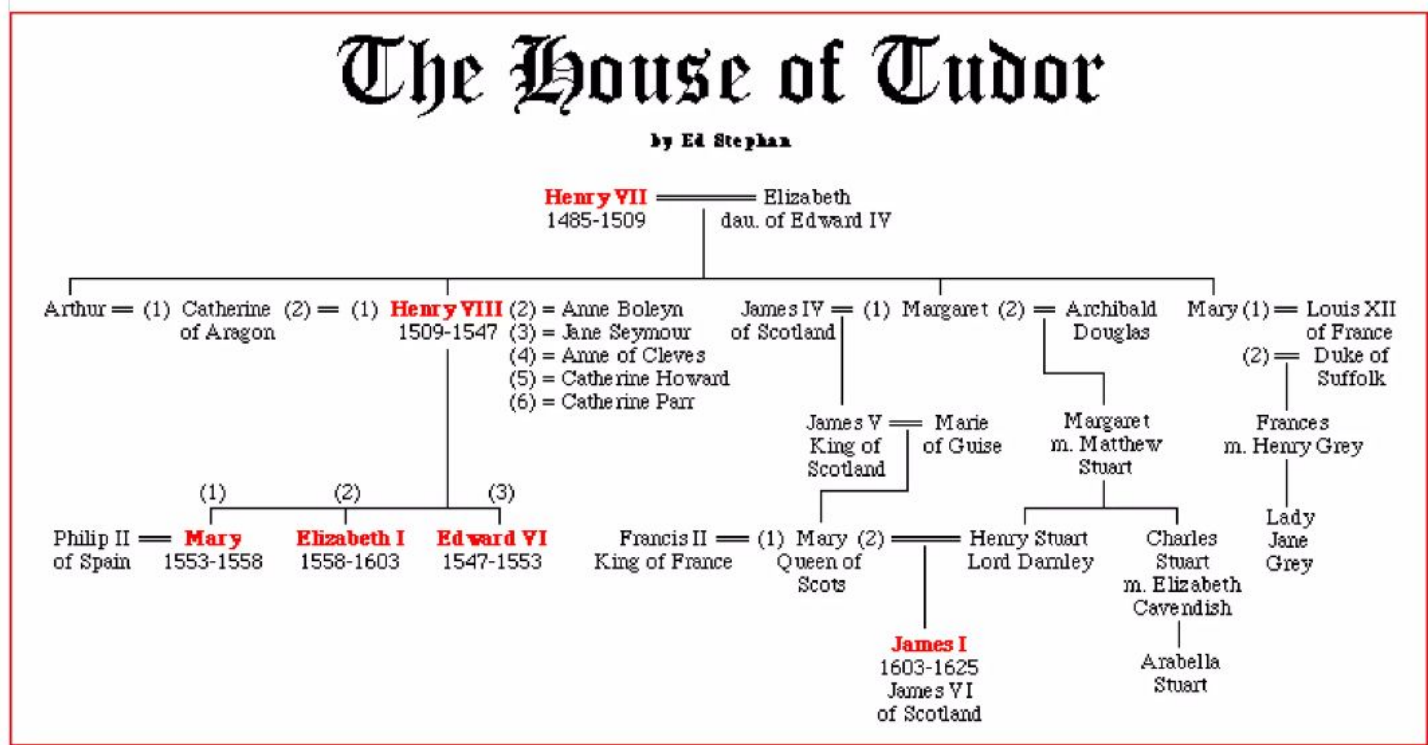 The House of Tudor
by Ed Stephan
Henry VII
1485-1509
Elizabeth
dau. of Edward IV
Arthur
(1)
Catherine
of Aragon
(2)
(1)
Henry VIII
1509-1547
(2) = Anne Boleyn
(3) = Jane Seymour
(4) = Anne of Cleves
(5) = Catherine Howard
(6) = Catherine Parr
James IV
of Scotland
(1)
Margaret
(2)
Archibald
Douglas
Mary
(1)
Louis XII
of France
(2)
Duke of
Suffolk
James V
King of
Scotland
Marie
of Guise
Margaret
m. Matthew
Stuart
Frances
m. Henry Grey
(1)
(2)
(3)
Philip II
of Spain
Mary
1553-1558
Elizabeth I
1558-1603
Edward VI
1547-1553
Francis II
King of France
(1)
Mary
(2)
Queen of
Scots
Henry Stuart
Lord Darnley
Charles
Stuart
m. Elizabeth
Cavendish
Lady
Jane
Grey
James I
1603-1625
James VI
of Scotland
Arabella
Stuart